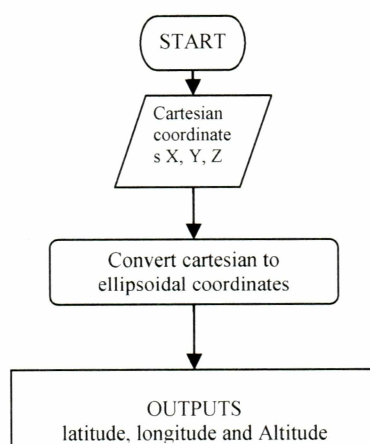 START
Cartesian
coordinate
s X, Y, Z
Convert cartesian to
ellipsoidal coordinates
OUTPUTS
latitude, longitude and Altitude